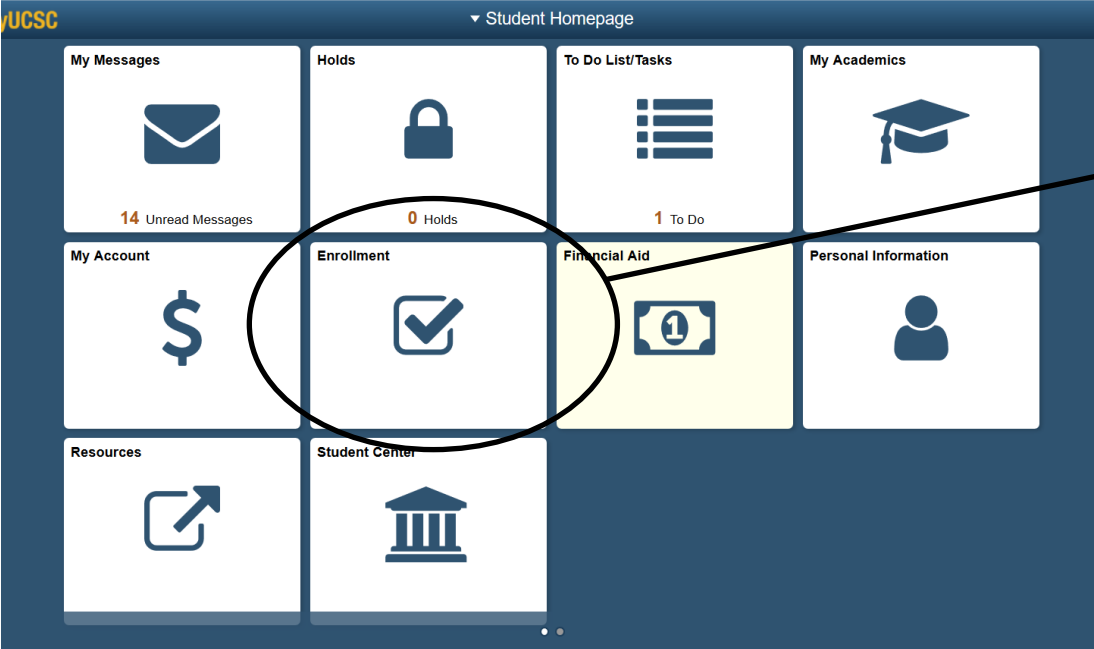 yUCSC
▼ Student Homepage
My Messages
Holds
To Do List/Tasks
My Academics
14 Unread Messages
0 Holds
1 To Do
My Account
Enrollment
Financial Aid
Personal Information
1
Resources
Student Center